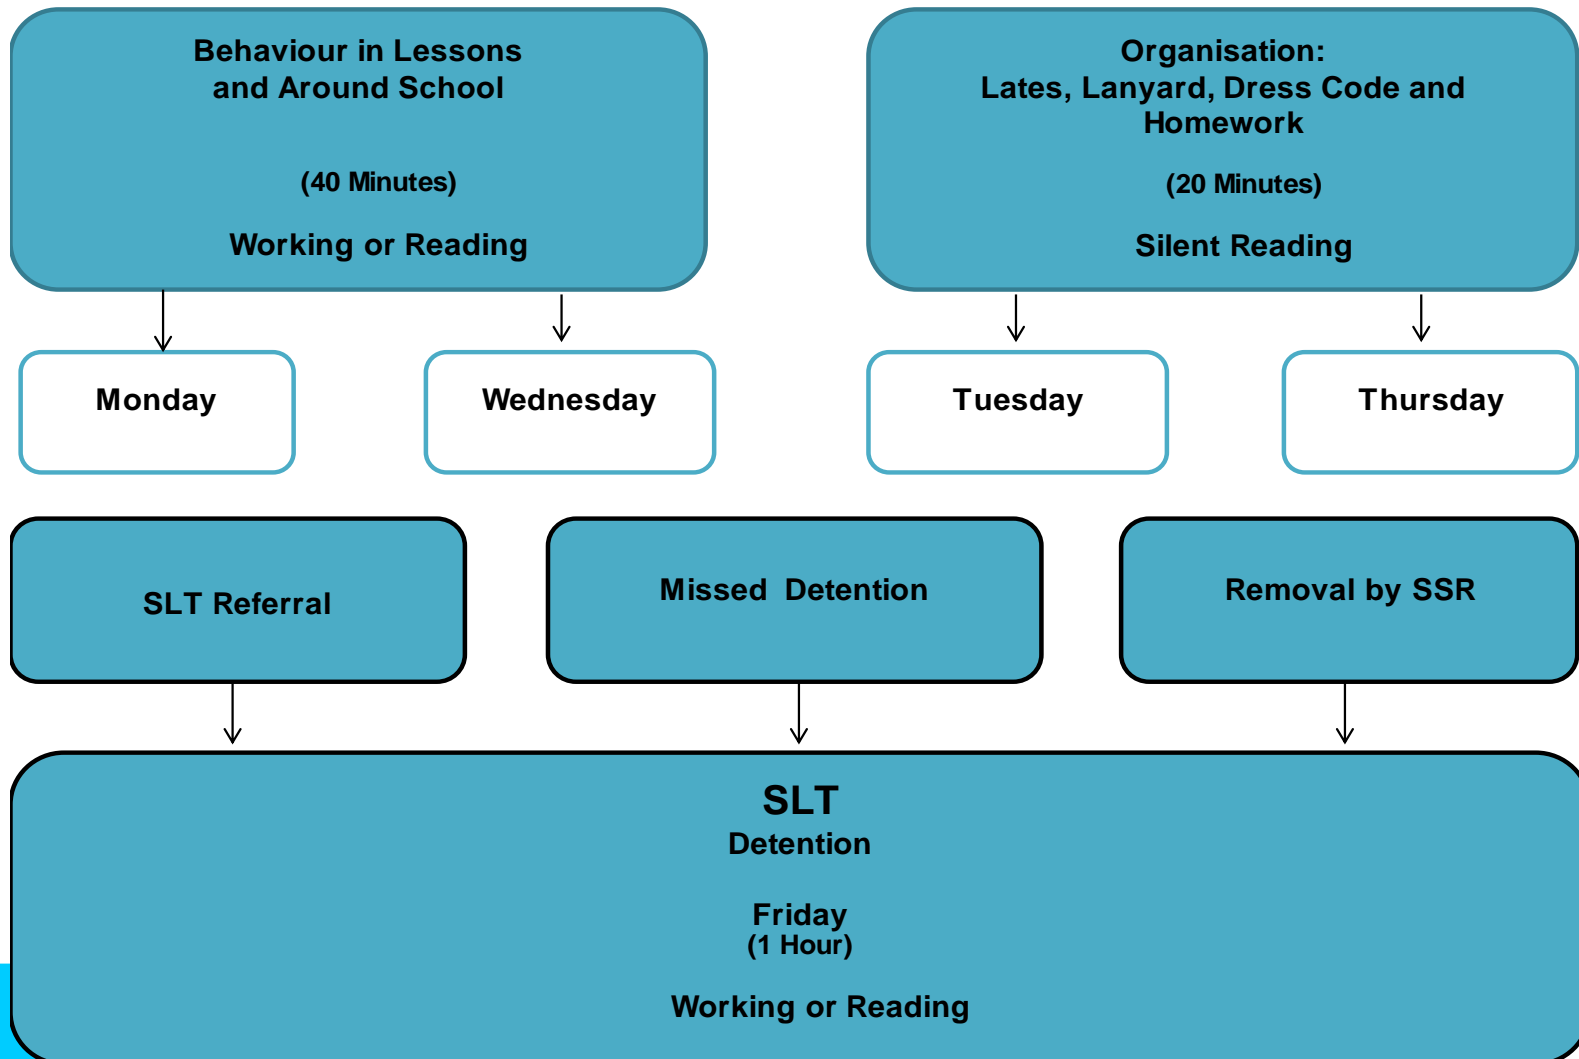 Behaviour in Lessons
and Around School
(40 Minutes)
Working or Reading
Organisation:
Lates, Lanyard, Dress Code and
Homework
(20 Minutes)
Silent Reading
Monday
Wednesday
Tuesday
Thursday
SLT Referral
Missed Detention
Removal by SSR
SLT
Detention
Friday
(1 Hour)
Working or Reading